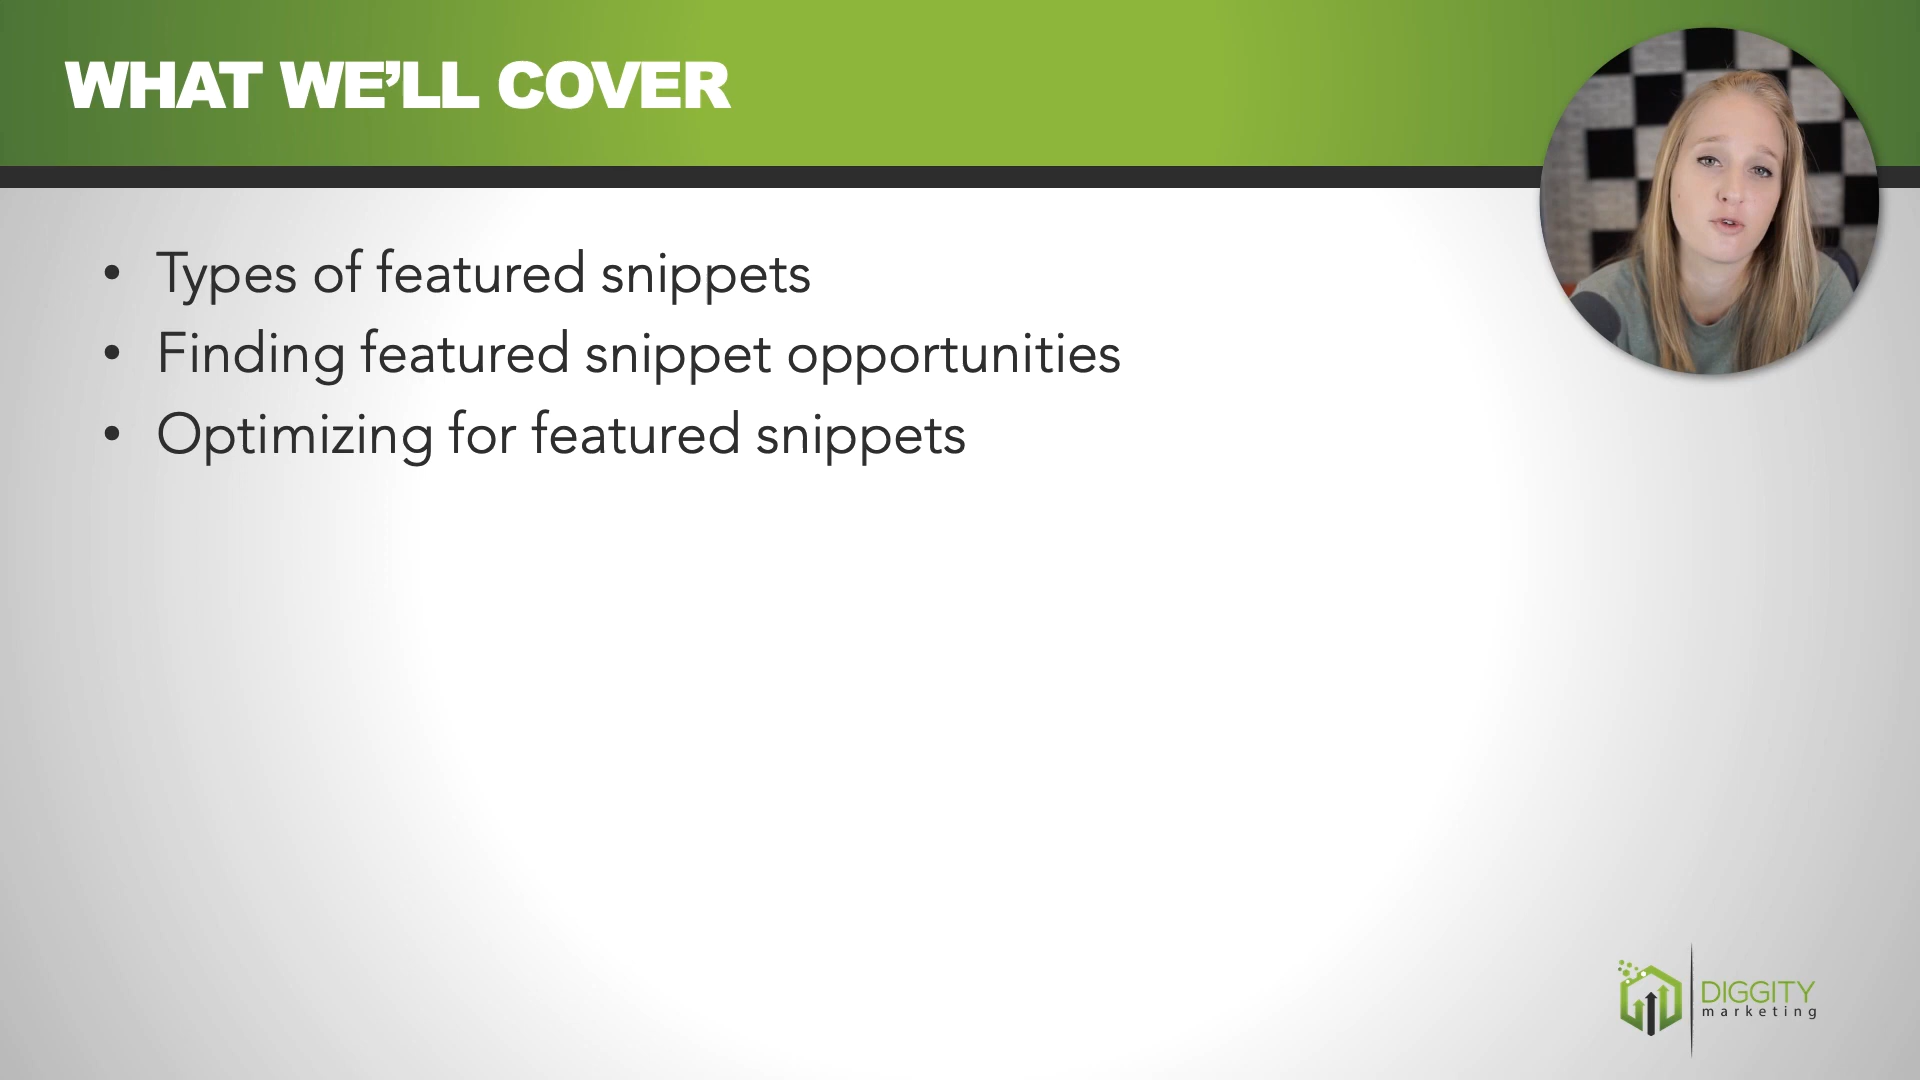 WHAT WE’LL COVER
• Types of featured snippets
• Finding featured snippet opportunities
• Optimizing for featured snippets
DIGGITY
marketing